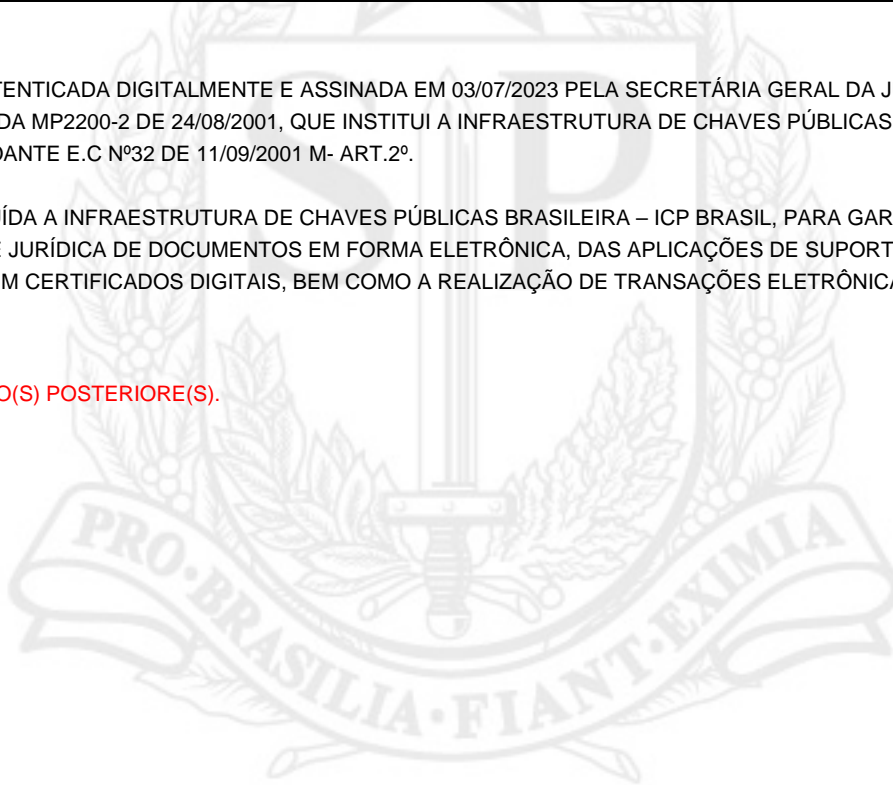 TENTICADA DIGITALMENTE E ASSINADA EM 03/07/2023 PELA SECRETÁRIA GERAL DA J
DA MP2200-2 DE 24/08/2001, QUE INSTITUI A INFRAESTRUTURA DE CHAVES PÚBLICAS
DANTE E.C Nº32 DE 11/09/2001 M- ART.2º.
ÍDA A INFRAESTRUTURA DE CHAVES PÚBLICAS BRASILEIRA – ICP BRASIL, PARA GAR
E JURÍDICA DE DOCUMENTOS EM FORMA ELETRÔNICA, DAS APLICAÇÕES DE SUPORT
M CERTIFICADOS DIGITAIS, BEM COMO A REALIZAÇÃO DE TRANSAÇÕES ELETRÔNICA
O(S) POSTERIORE(S).
SP
PRO·BRASILIA·FIANT·EXIMIA